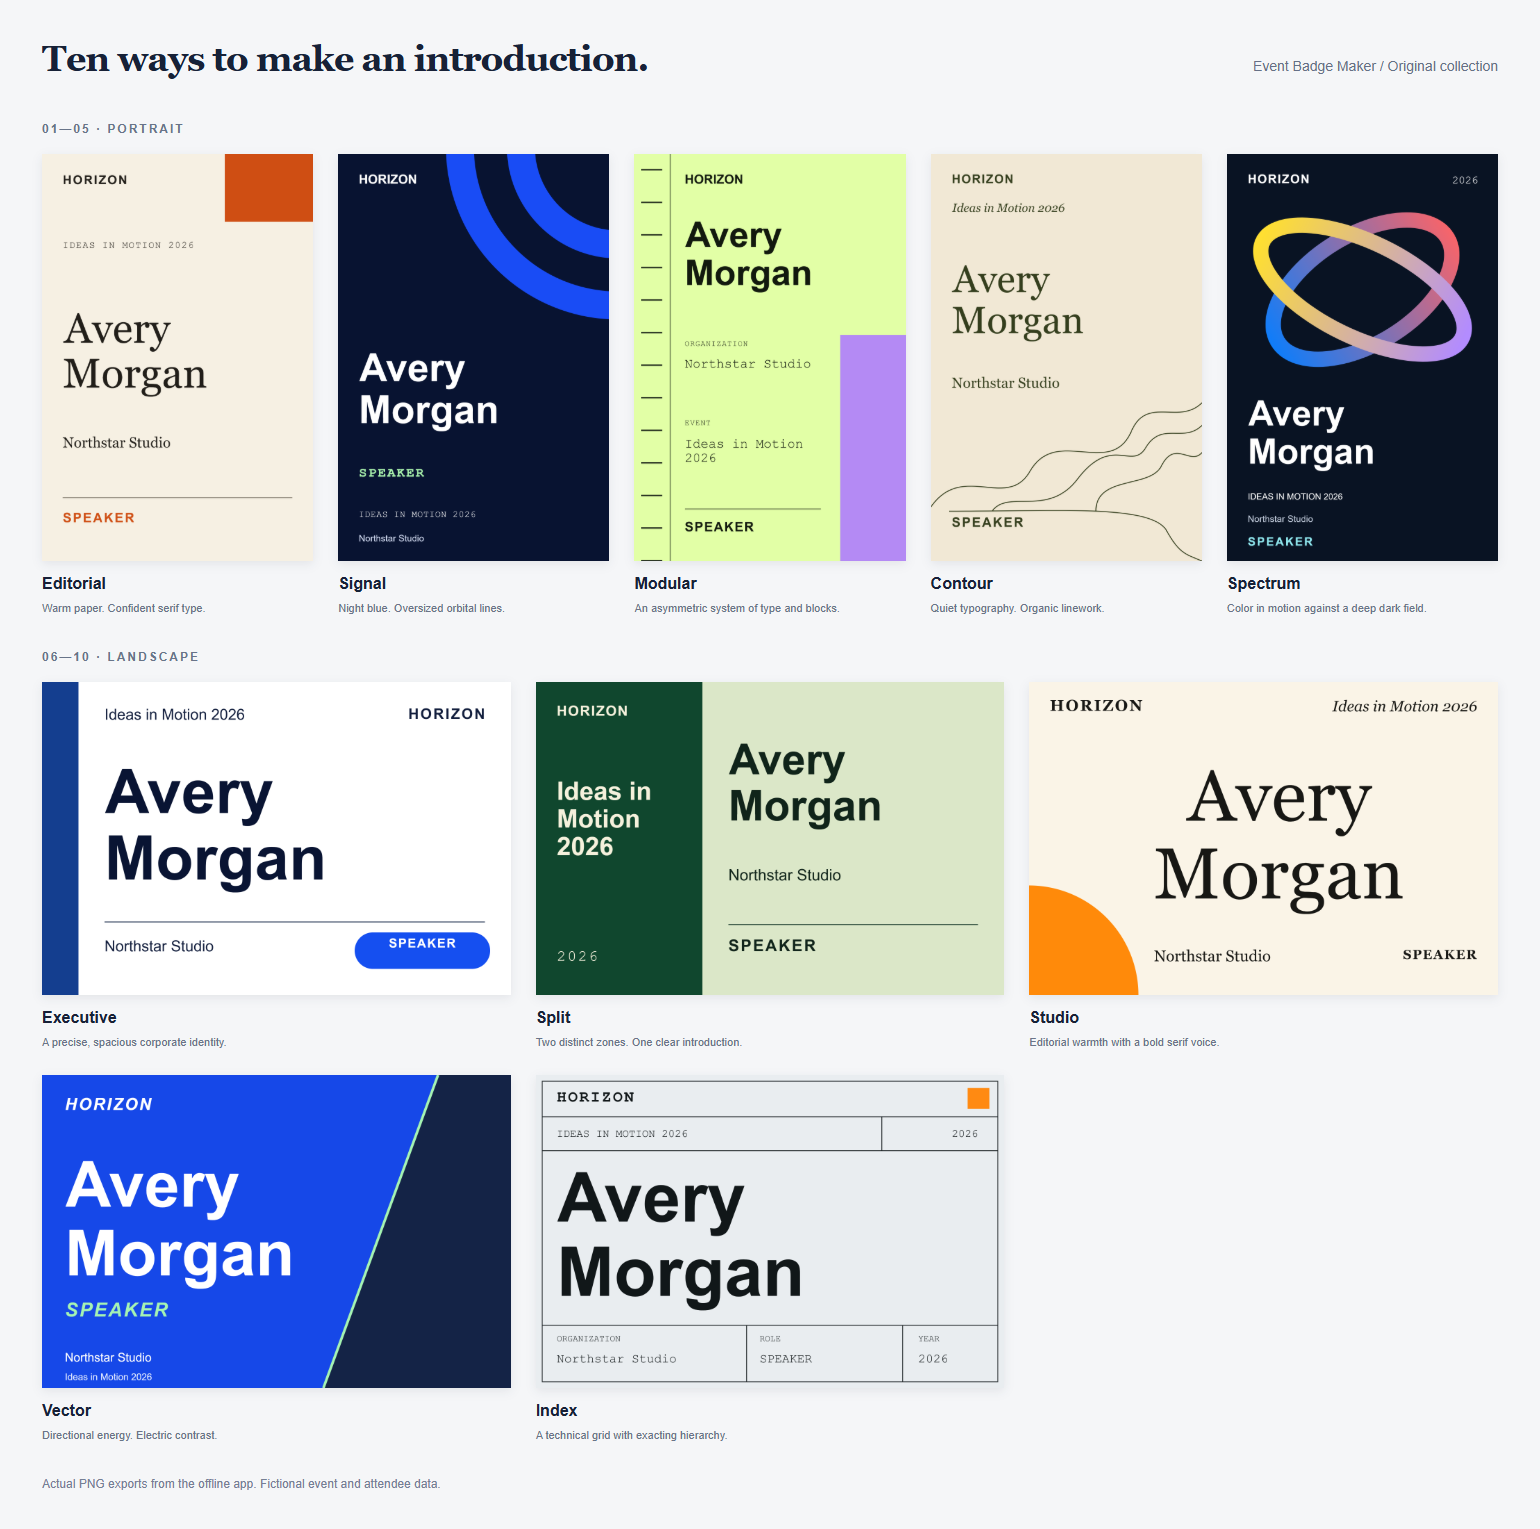 Ten ways to make an introduction.
Event Badge Maker / Original collection
01—05 · PORTRAIT
HORIZON
IDEAS IN MOTION 2026
Avery
Morgan
Northstar Studio
SPEAKER
Editorial
Warm paper. Confident serif type.
HORIZON
Avery
Morgan
SPEAKER
IDEAS IN MOTION 2026
Northstar Studio
Signal
Night blue. Oversized orbital lines.
HORIZON
Avery
Morgan
ORGANIZATION
Northstar Studio
EVENT
Ideas in Motion
2026
SPEAKER
Modular
An asymmetric system of type and blocks.
HORIZON
Ideas in Motion 2026
Avery
Morgan
Northstar Studio
SPEAKER
Contour
Quiet typography. Organic linework.
HORIZON
2026
Avery
Morgan
IDEAS IN MOTION 2026
Northstar Studio
SPEAKER
Spectrum
Color in motion against a deep dark field.
06—10 · LANDSCAPE
Ideas in Motion 2026
HORIZON
Avery
Morgan
Northstar Studio
SPEAKER
Executive
A precise, spacious corporate identity.
HORIZON
Ideas in
Motion
2026
2026
Avery
Morgan
Northstar Studio
SPEAKER
Split
Two distinct zones. One clear introduction.
HORIZON
Ideas in Motion 2026
Avery
Morgan
Northstar Studio
SPEAKER
Studio
Editorial warmth with a bold serif voice.
HORIZON
Avery
Morgan
SPEAKER
Northstar Studio
Ideas in Motion 2026
Vector
Directional energy. Electric contrast.
HORIZON
IDEAS IN MOTION 2026
2026
Avery
Morgan
ORGANIZATION
Northstar Studio
ROLE
SPEAKER
YEAR
2026
Index
A technical grid with exacting hierarchy.
Actual PNG exports from the offline app. Fictional event and attendee data.